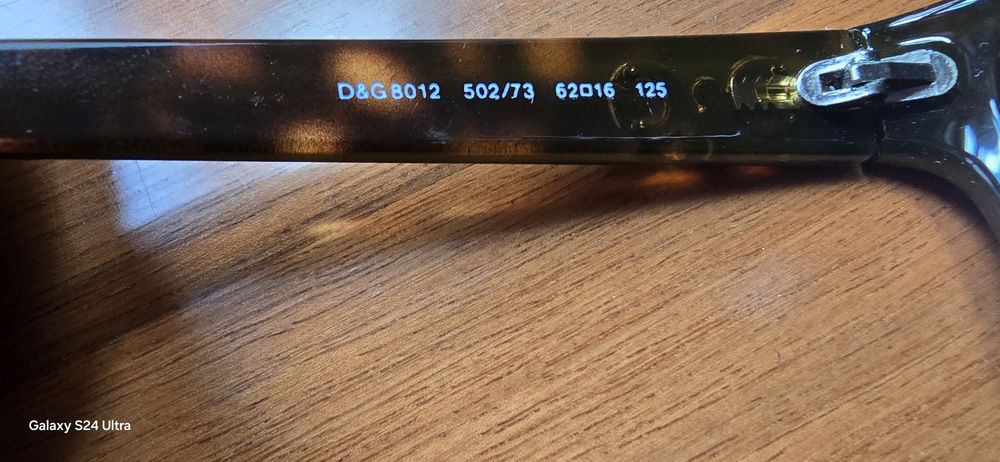 D&G 8012 502/73 62□16 125
Galaxy S24 Ultra